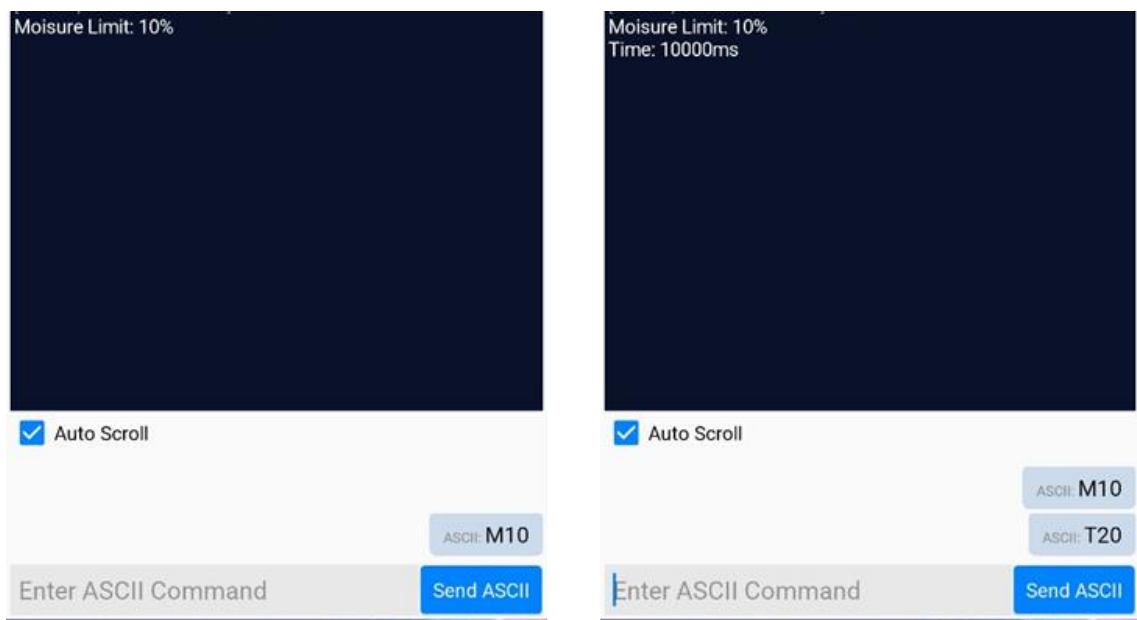 Moisure Limit: 10%
Auto Scroll
ASCII: M10
Enter ASCII Command
Send ASCII
Moisure Limit: 10%
Time: 10000ms
Auto Scroll
ASCII: M10
ASCII: T20
Enter ASCII Command
Send ASCII